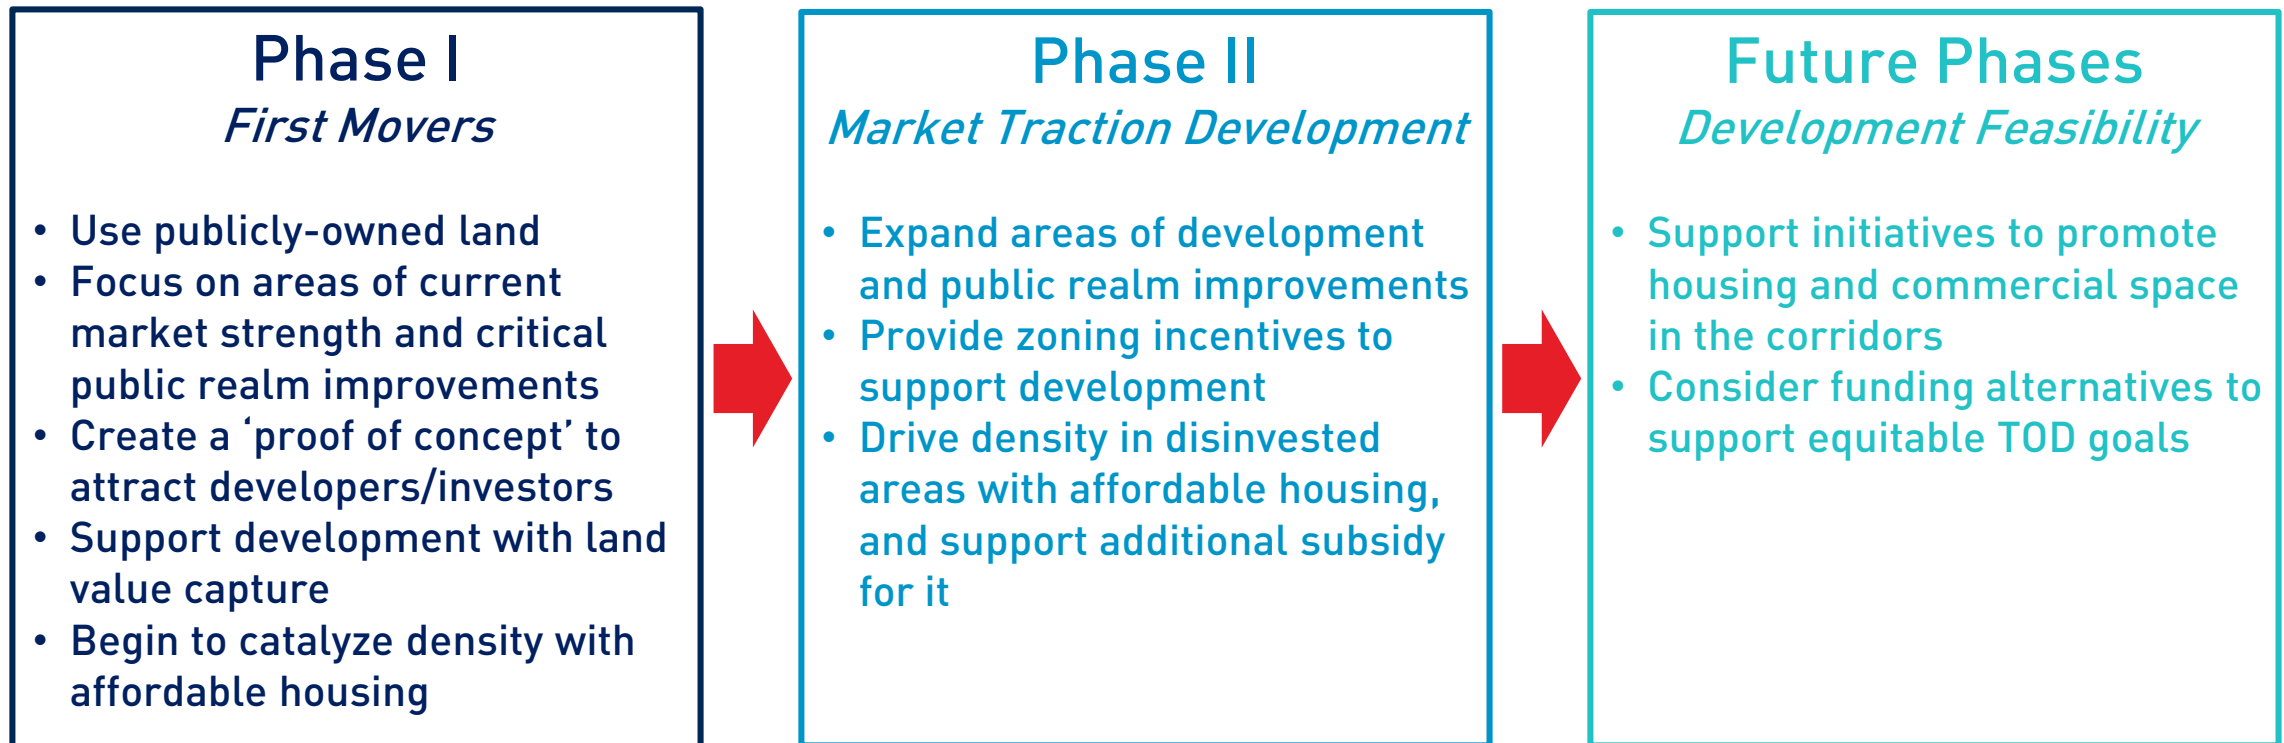 Phase I
First Movers
• Use publicly-owned land
• Focus on areas of current
market strength and critical
public realm improvements
• Create a ‘proof of concept’ to
attract developers/investors
• Support development with land
value capture
• Begin to catalyze density with
affordable housing
Phase II
Market Traction Development
• Expand areas of development
and public realm improvements
• Provide zoning incentives to
support development
• Drive density in disinvested
areas with affordable housing,
and support additional subsidy
for it
Future Phases
Development Feasibility
• Support initiatives to promote
housing and commercial space
in the corridors
• Consider funding alternatives to
support equitable TOD goals